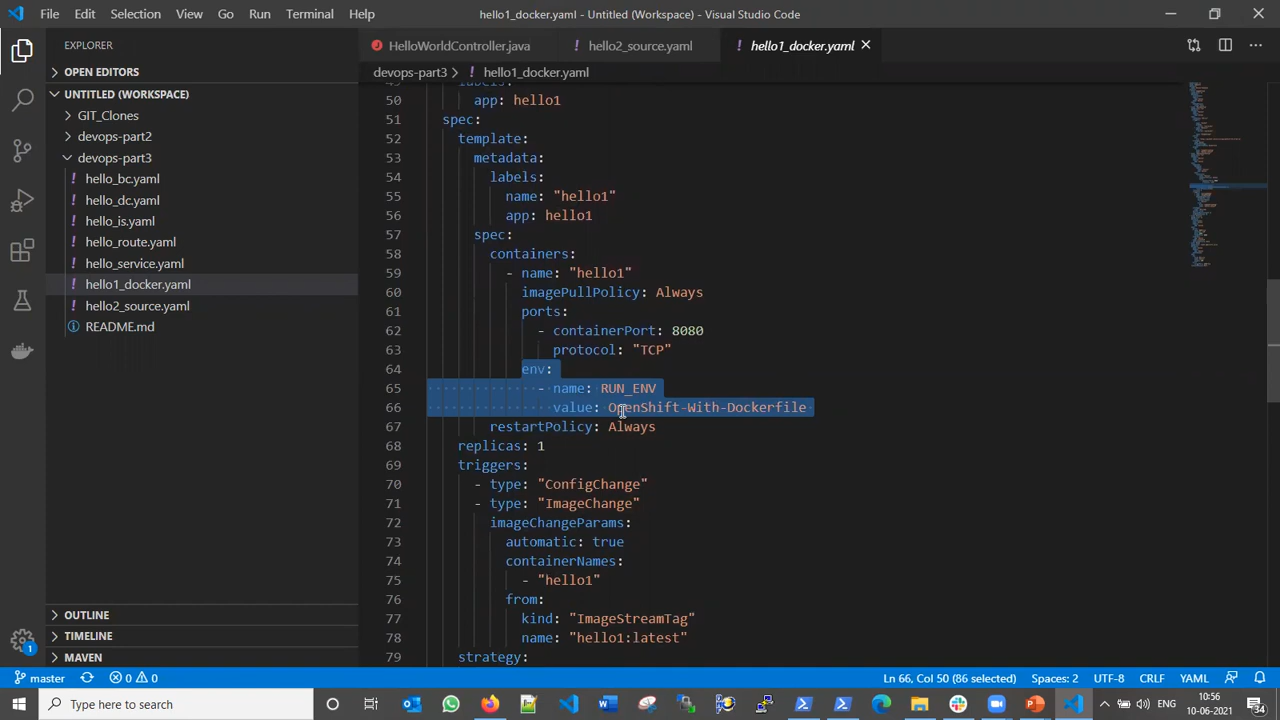 File Edit Selection View Go Run Terminal Help
hello1_docker.yaml - Untitled (Workspace) - Visual Studio Code
EXPLORER
OPEN EDITORS
UNTITLED (WORKSPACE)
GIT_Clones
devops-part2
devops-part3
! hello_bc.yaml
! hello_dc.yaml
! hello_is.yaml
! hello_route.yaml
! hello_service.yaml
! hello1_docker.yaml
! hello2_source.yaml
README.md
OUTLINE
TIMELINE
MAVEN
HelloWorldController.java
! hello2_source.yaml
! hello1_docker.yaml
devops-part3 > ! hello1_docker.yaml
50 app: hello1
51 spec:
52 template:
53 metadata:
54 labels:
55 name: "hello1"
56 app: hello1
57 spec:
58 containers:
59 - name: "hello1"
60 imagePullPolicy: Always
61 ports:
62 - containerPort: 8080
63 protocol: "TCP"
64 env:
65 - name: RUN_ENV
66 value: OpenShift-With-Dockerfile
67 restartPolicy: Always
68 replicas: 1
69 triggers:
70 - type: "ConfigChange"
71 - type: "ImageChange"
72 imageChangeParams:
73 automatic: true
74 containerNames:
75 - "hello1"
76 from:
77 kind: "ImageStreamTag"
78 name: "hello1:latest"
79 strategy:
master 0 0
Ln 66, Col 50 (86 selected) Spaces: 2 UTF-8 CRLF YAML
1
Type here to search
ENG
10:56
10-06-2021
34